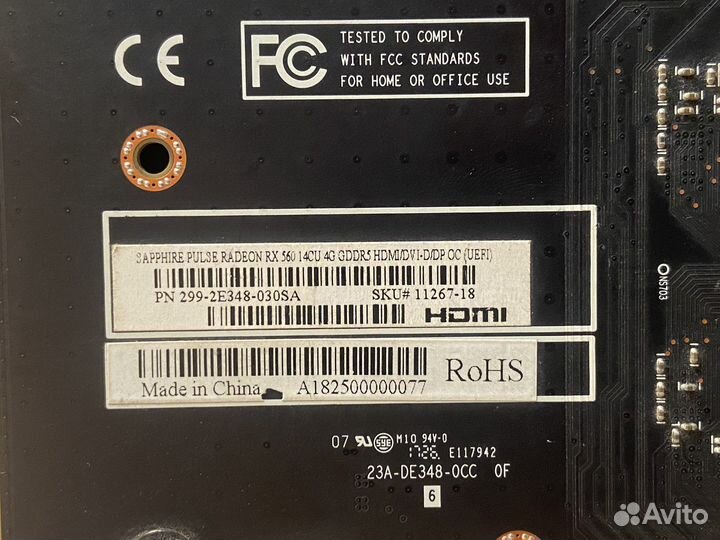 CE FC TESTED TO COMPLY
WITH FCC STANDARDS
FOR HOME OR OFFICE USE
SAPPHIRE PULSE RADEON RX 560 14CU 4G GDDR5 HDMI/DVI-D/DP OC (UEFI)
PN 299-2E348-030SA SKU# 11267-18
HDMI
RoHS
Made in China A182500000077
07 M10 94V-0
1726 E117942
23A-DE348-0CC 0F
6
NS703
Avito